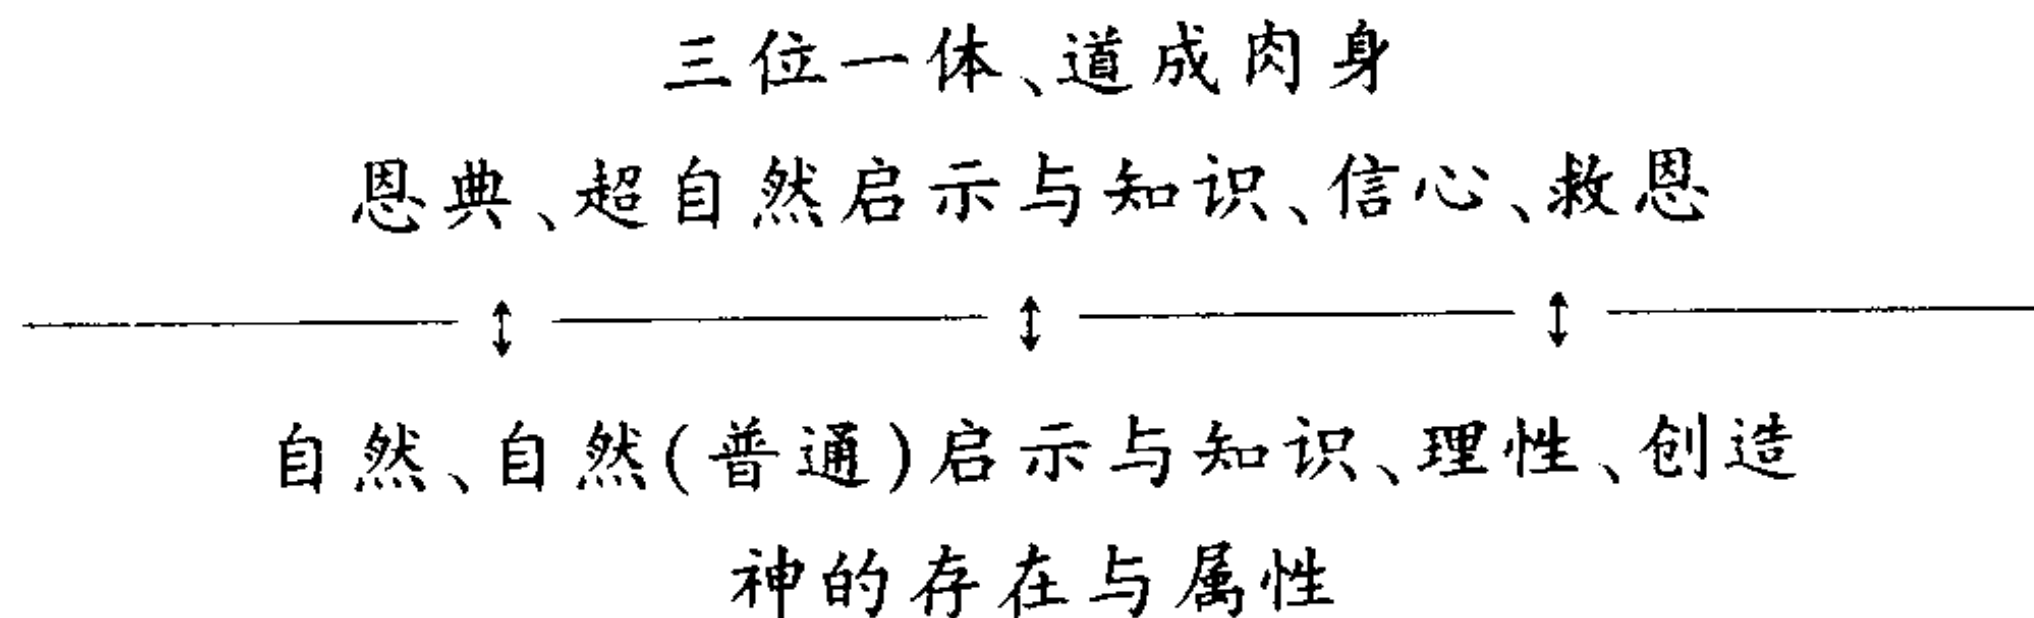 三位一体、道成肉身
恩典、超自然启示与知识、信心、救恩
自然、自然(普通)启示与知识、理性、创造
神的存在与属性